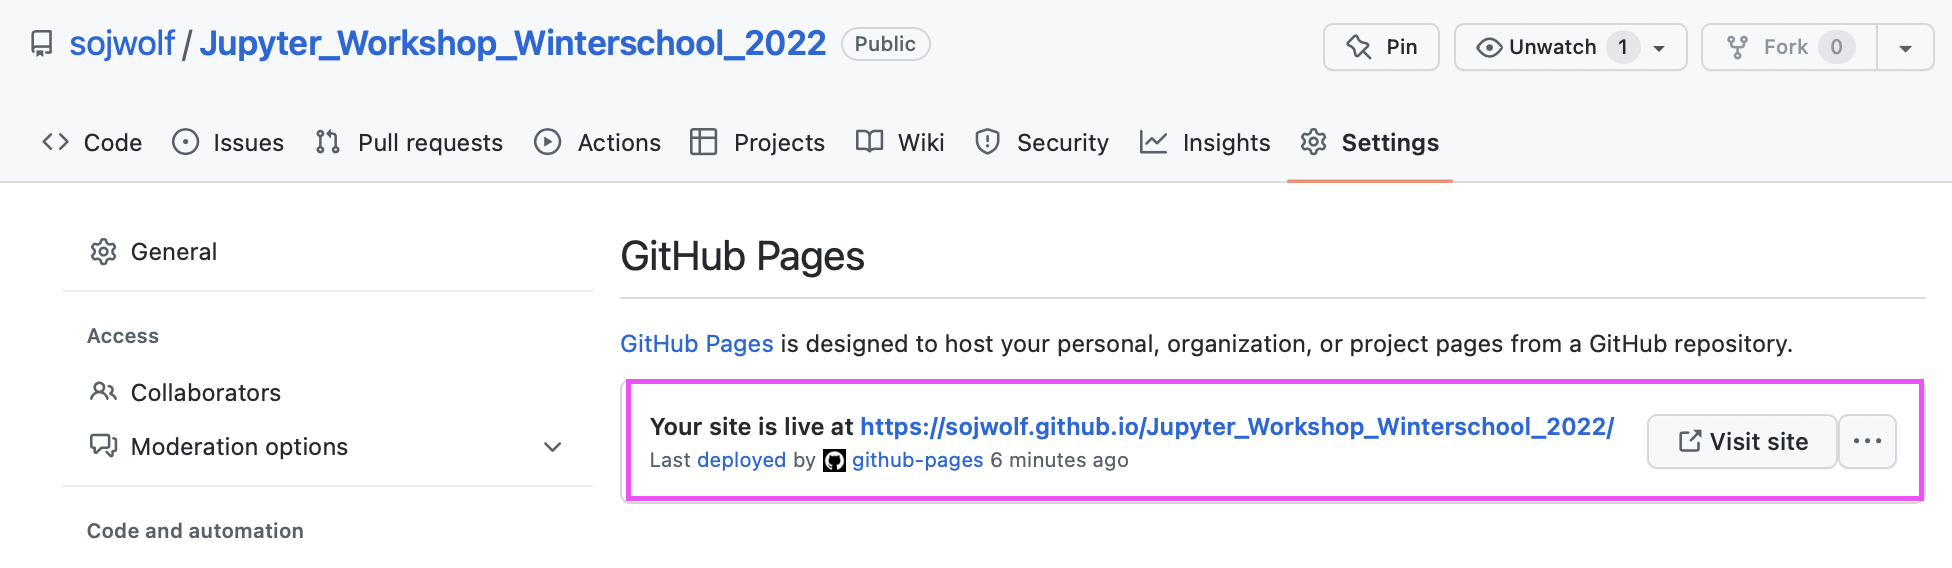 sojwolf / Jupyter_Workshop_Winterschool_2022 Public
Pin
Unwatch 1
Fork 0
Code Issues Pull requests Actions Projects Wiki Security Insights Settings
General
Access
Collaborators
Moderation options
Code and automation
GitHub Pages
GitHub Pages is designed to host your personal, organization, or project pages from a GitHub repository.
Your site is live at https://sojwolf.github.io/Jupyter_Workshop_Winterschool_2022/
Last deployed by github-pages 6 minutes ago
Visit site